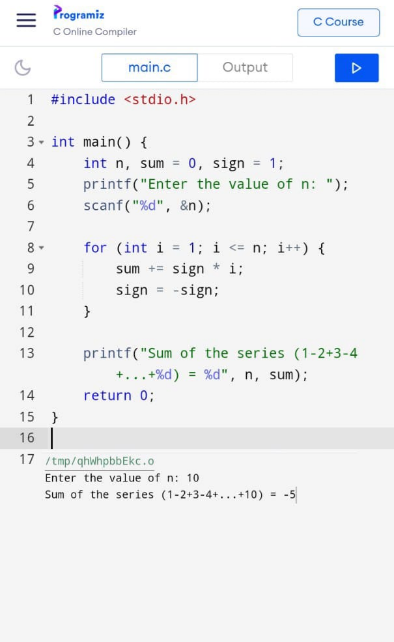 Programiz
C Online Compiler
C Course
main.c
Output
1 #include <stdio.h>
2
3 int main() {
4 int n, sum = 0, sign = 1;
5 printf("Enter the value of n: ");
6 scanf("%d", &n);
7
8 for (int i = 1; i <= n; i++) {
9 sum += sign * i;
10 sign = -sign;
11 }
12
13 printf("Sum of the series (1-2+3-4
+...+%d) = %d", n, sum);
14 return 0;
15 }
16
17 /tmp/qhWhpbbEkc.o
Enter the value of n: 10
Sum of the series (1-2+3-4+...+10) = -5